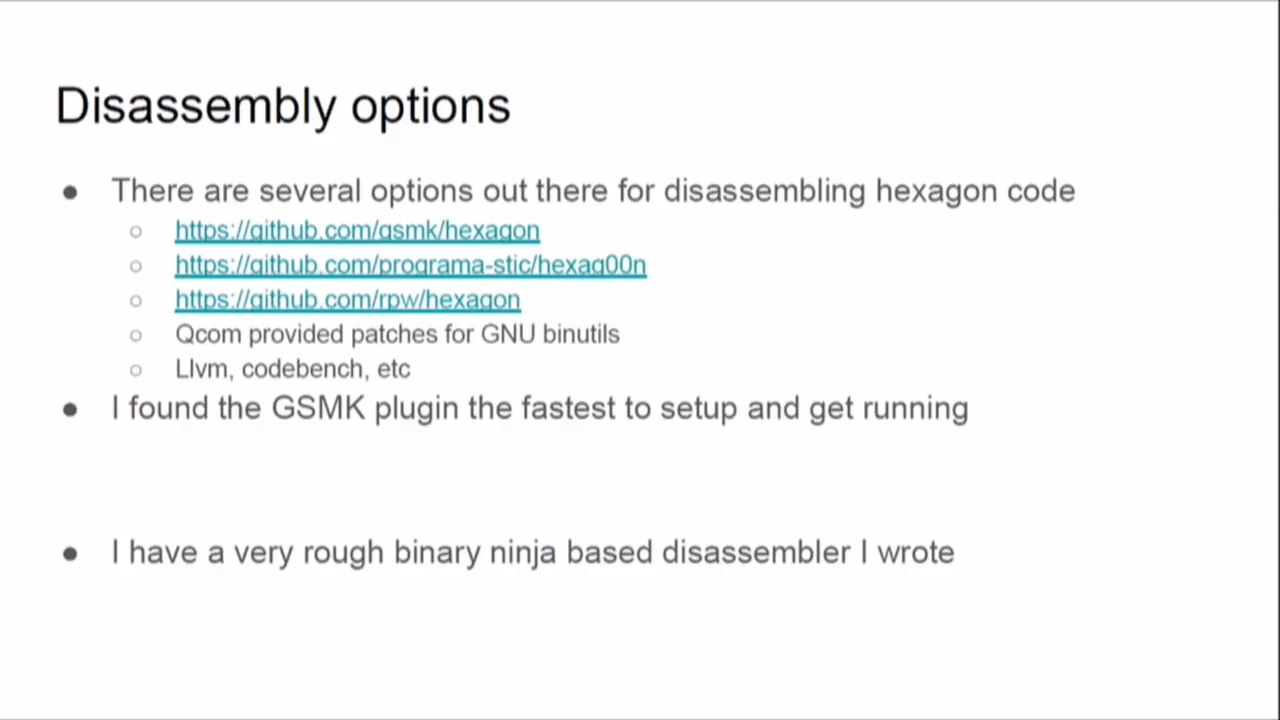 Disassembly options
● There are several options out there for disassembling hexagon code
○ https://github.com/gsmk/hexagon
○ https://github.com/programa-stic/hexag00n
○ https://github.com/rpw/hexagon
○ Qcom provided patches for GNU binutils
○ Llvm, codebench, etc
● I found the GSMK plugin the fastest to setup and get running
● I have a very rough binary ninja based disassembler I wrote